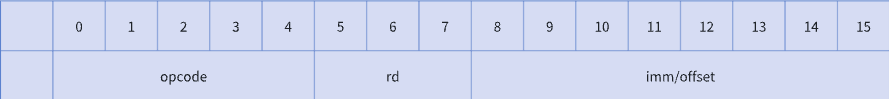 0 1 2 3 4 5 6 7 8 9 10 11 12 13 14 15
opcode rd imm/offset